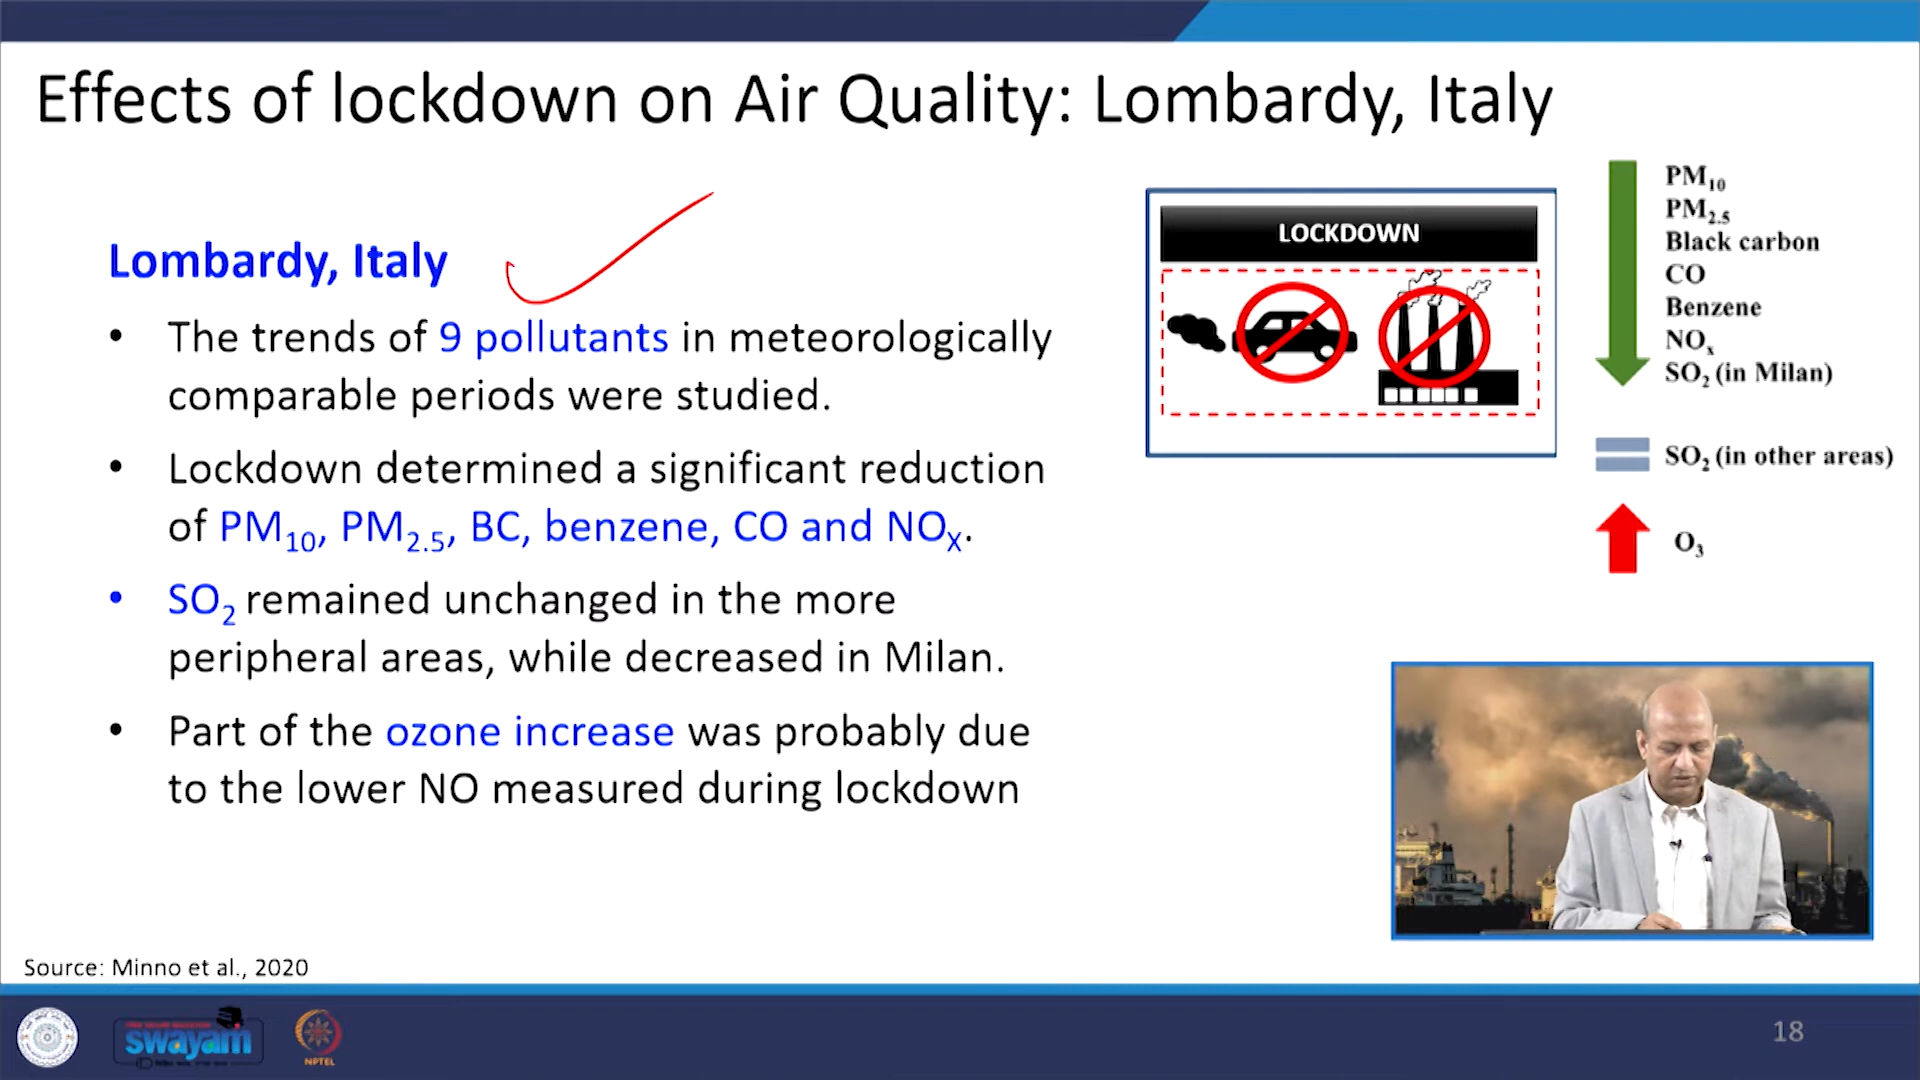 Effects of lockdown on Air Quality: Lombardy, Italy
Lombardy, Italy
• The trends of 9 pollutants in meteorologically
comparable periods were studied.
• Lockdown determined a significant reduction
of PM₁₀, PM₂.₅, BC, benzene, CO and NOₓ.
• SO₂ remained unchanged in the more
peripheral areas, while decreased in Milan.
• Part of the ozone increase was probably due
to the lower NO measured during lockdown
LOCKDOWN
PM₁₀
PM₂.₅
Black carbon
CO
Benzene
NOₓ
SO₂ (in Milan)
SO₂ (in other areas)
O₃
Source: Minno et al., 2020
swayam
NPTEL
18